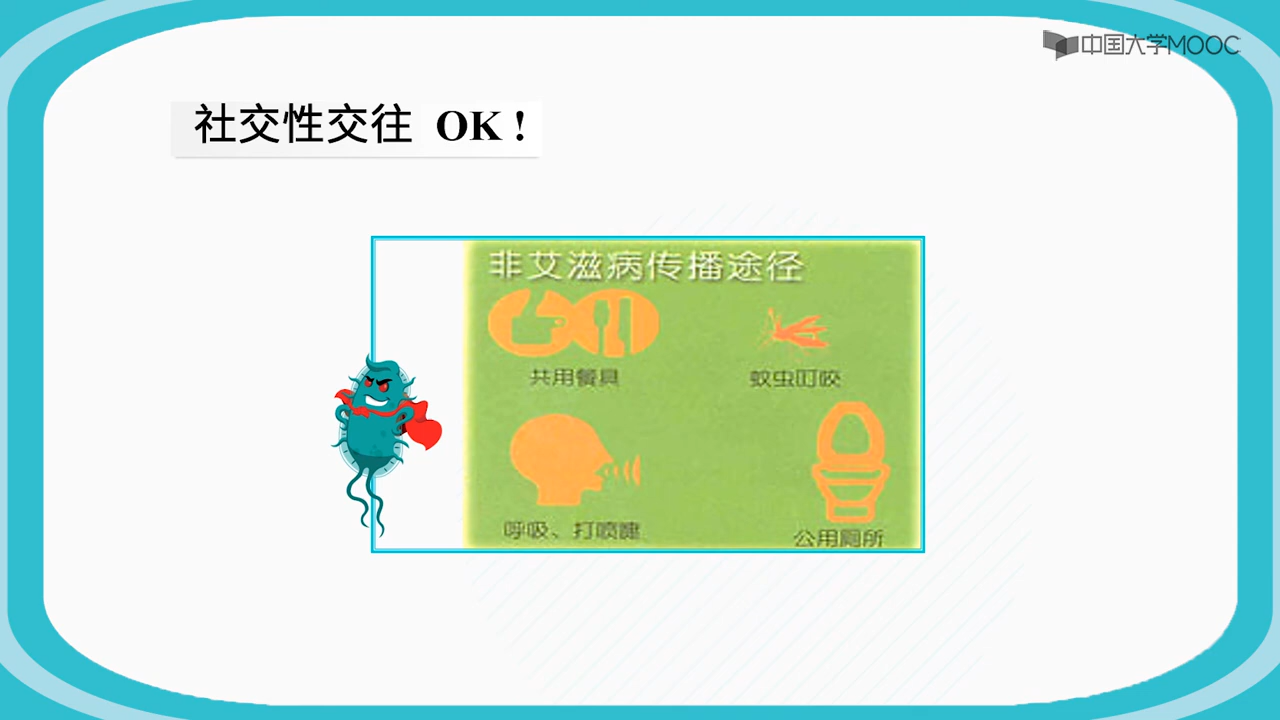 中国大学MOOC
社交性交往 OK !
非艾滋病传播途径
共用餐具
蚊虫叮咬
呼吸、打喷嚏
公用厕所